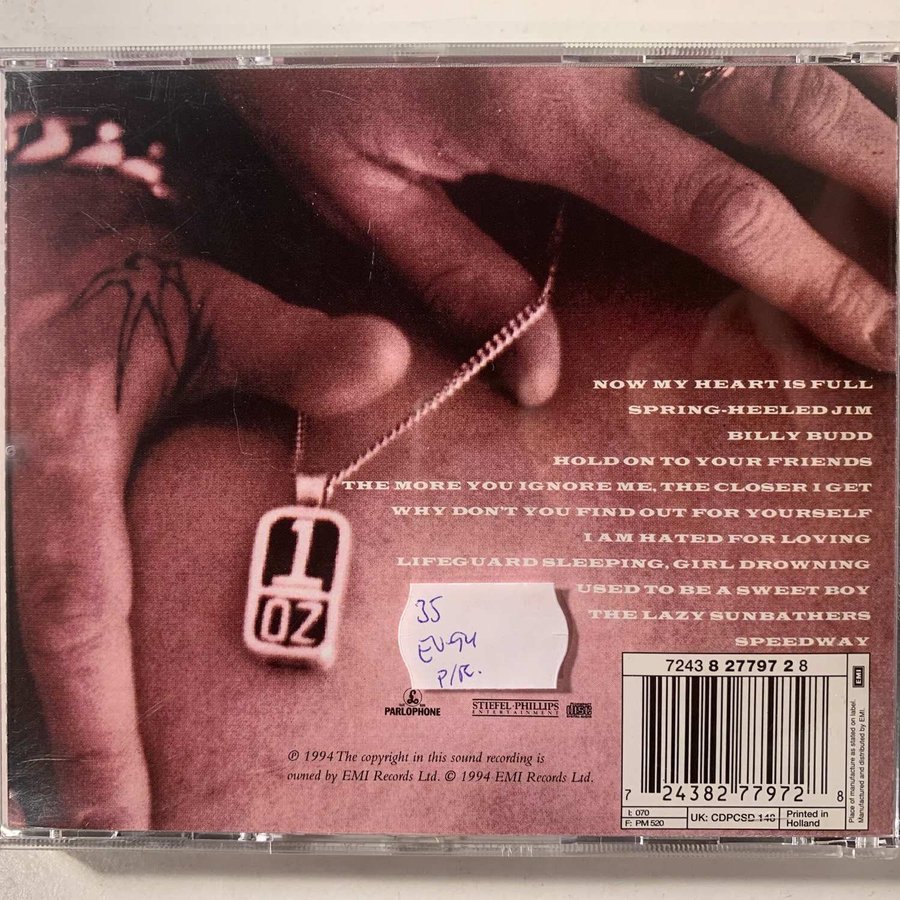 NOW MY HEART IS FULL
SPRING-HEELED JIM
BILLY BUDD
HOLD ON TO YOUR FRIENDS
THE MORE YOU IGNORE ME, THE CLOSER I GET
WHY DON'T YOU FIND OUT FOR YOURSELF
I AM HATED FOR LOVING
LIFEGUARD SLEEPING, GIRL DROWNING
USED TO BE A SWEET BOY
THE LAZY SUNBATHERS
SPEEDWAY
1
OZ
35
EU-94
P/R.
PARLOPHONE
STIEFEL·PHILLIPS
ENTERTAINMENT
℗ 1994 The copyright in this sound recording is
owned by EMI Records Ltd. © 1994 EMI Records Ltd.
7243 8 27797 2 8
7 24382 77972 8
I: 070
F: PM 520
UK: CDPCSD 148
Printed in
Holland
EMI
Place of manufacture as stated on label.
Manufactured and distributed by EMI.